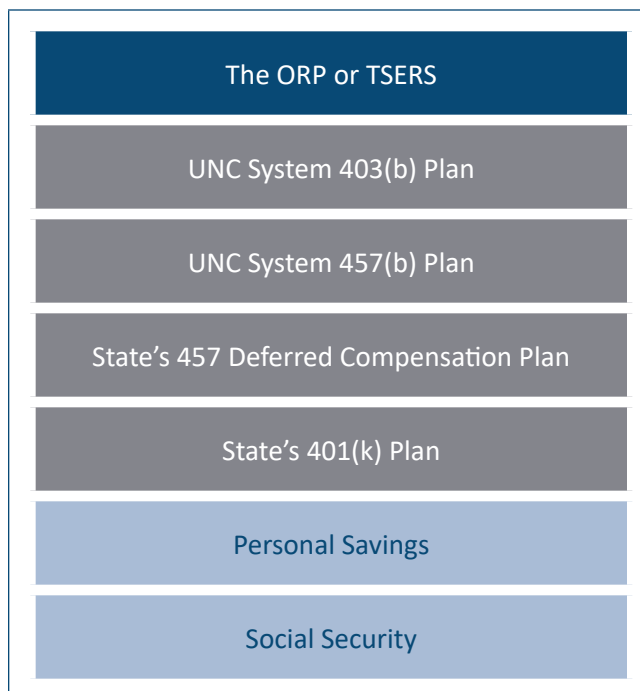 The ORP or TSERS
UNC System 403(b) Plan
UNC System 457(b) Plan
State’s 457 Deferred Compensation Plan
State’s 401(k) Plan
Personal Savings
Social Security